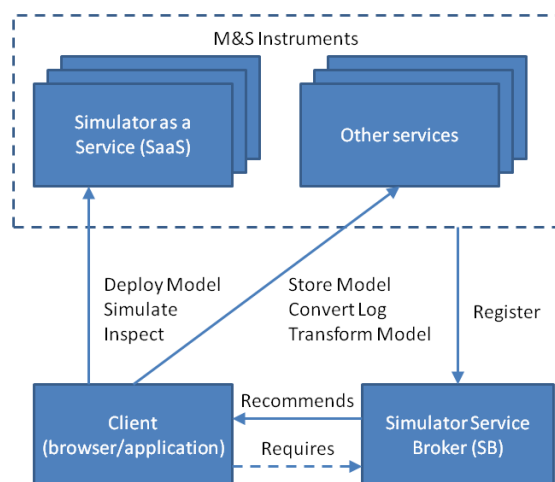 M&S Instruments
Simulator as a
Service (SaaS)
Other services
Deploy Model
Simulate
Inspect
Store Model
Convert Log
Transform Model
Register
Recommends
Client
(browser/application)
Simulator Service
Broker (SB)
Requires